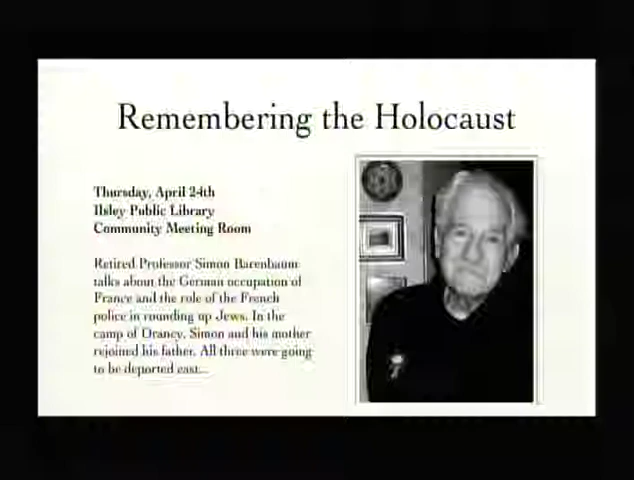 Remembering the Holocaust
Thursday, April 24th
Ilsley Public Library
Community Meeting Room
Retired Professor Simon Barenbaum
talks about the German occupation of
France and the role of the French
police in rounding up Jews. In the
camp of Drancy, Simon and his mother
rejoined his father. All three were going
to be deported east...